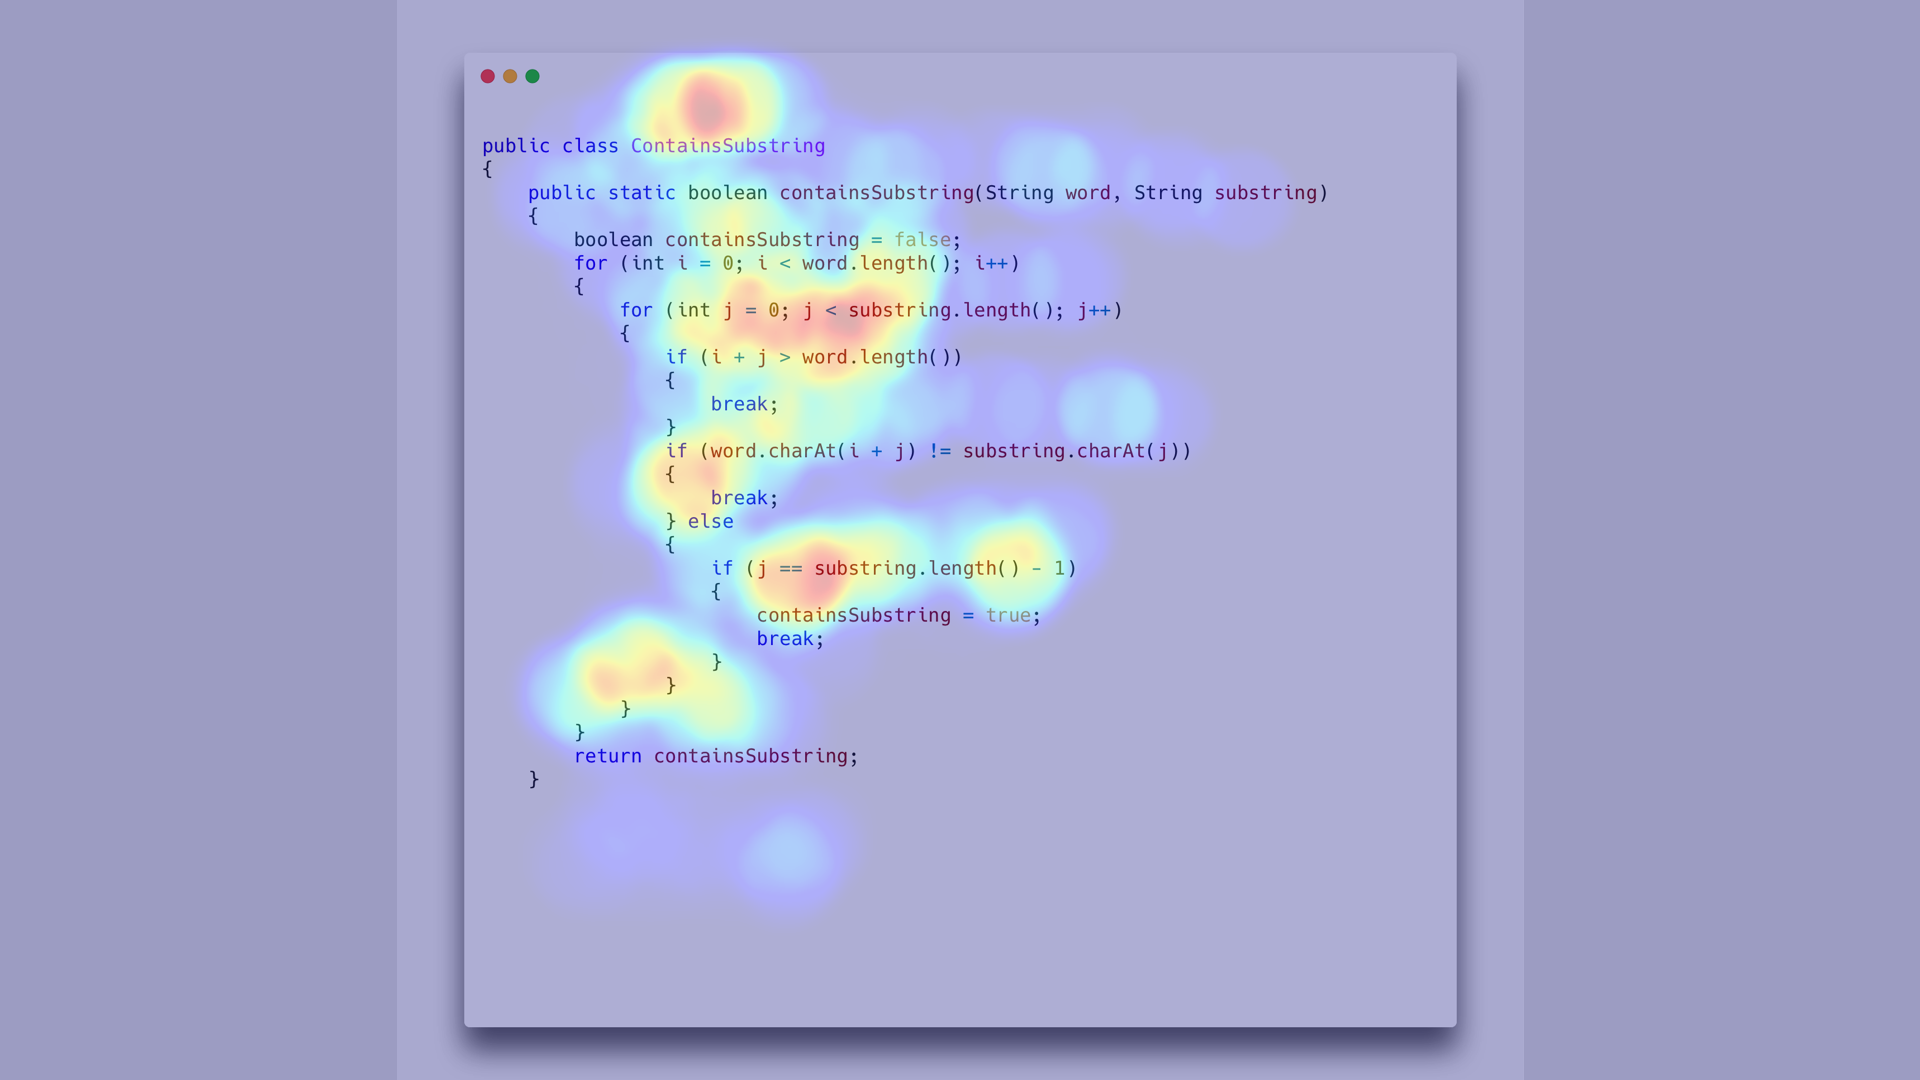 public class ContainsSubstring
{
    public static boolean containsSubstring(String word, String substring)
    {
        boolean containsSubstring = false;
        for (int i = 0; i < word.length(); i++)
        {
            for (int j = 0; j < substring.length(); j++)
            {
                if (i + j > word.length())
                {
                    break;
                }
                if (word.charAt(i + j) != substring.charAt(j))
                {
                    break;
                } else
                {
                    if (j == substring.length() - 1)
                    {
                        containsSubstring = true;
                        break;
                    }
                }
            }
        }
        return containsSubstring;
    }